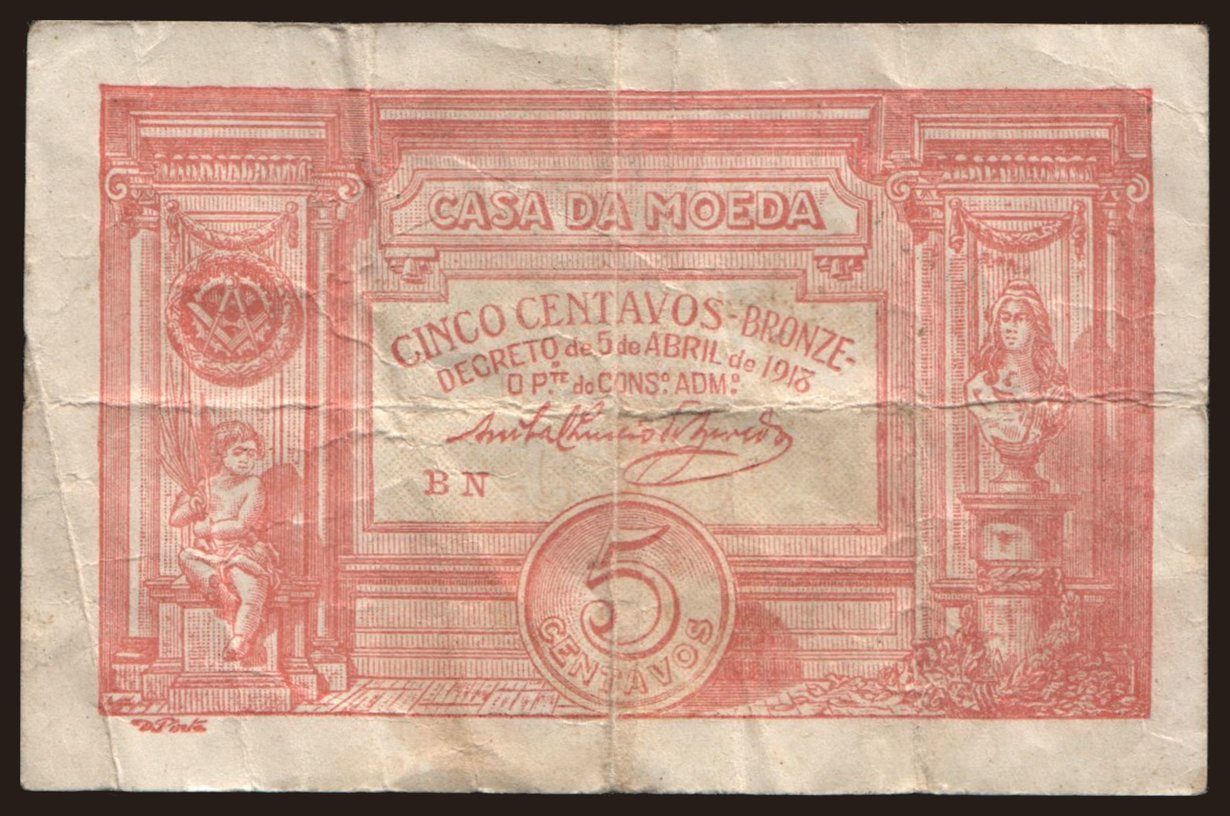 CASA DA MOEDA
CINCO CENTAVOS-BRONZE-
DECRETO de 5 de ABRIL de 1918
O Pte do CONSo. ADMo.
BN
5
CENTAVOS